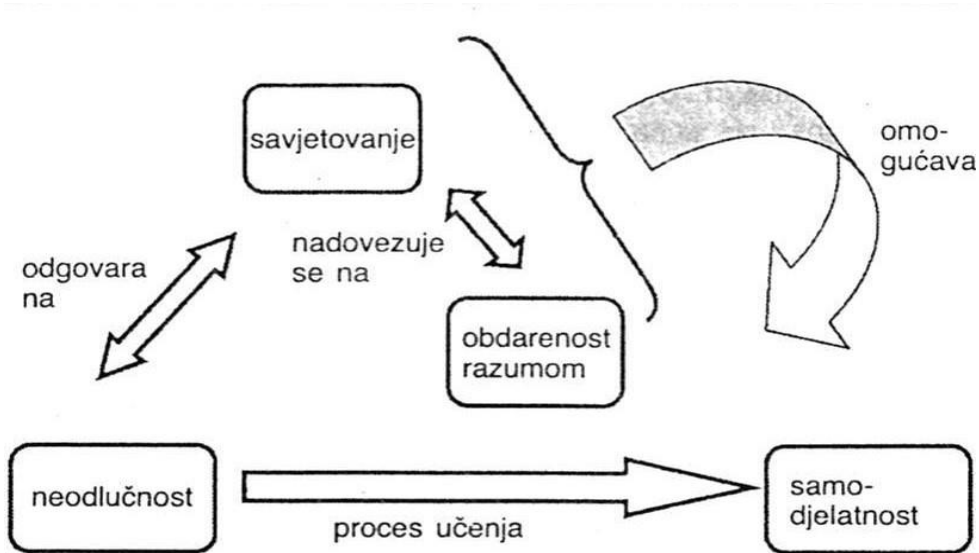 savjetovanje
omo-
gućava
nadovezuje
se na
odgovara
na
obdarenost
razumom
neodlučnost
proces učenja
samo-
djelatnost